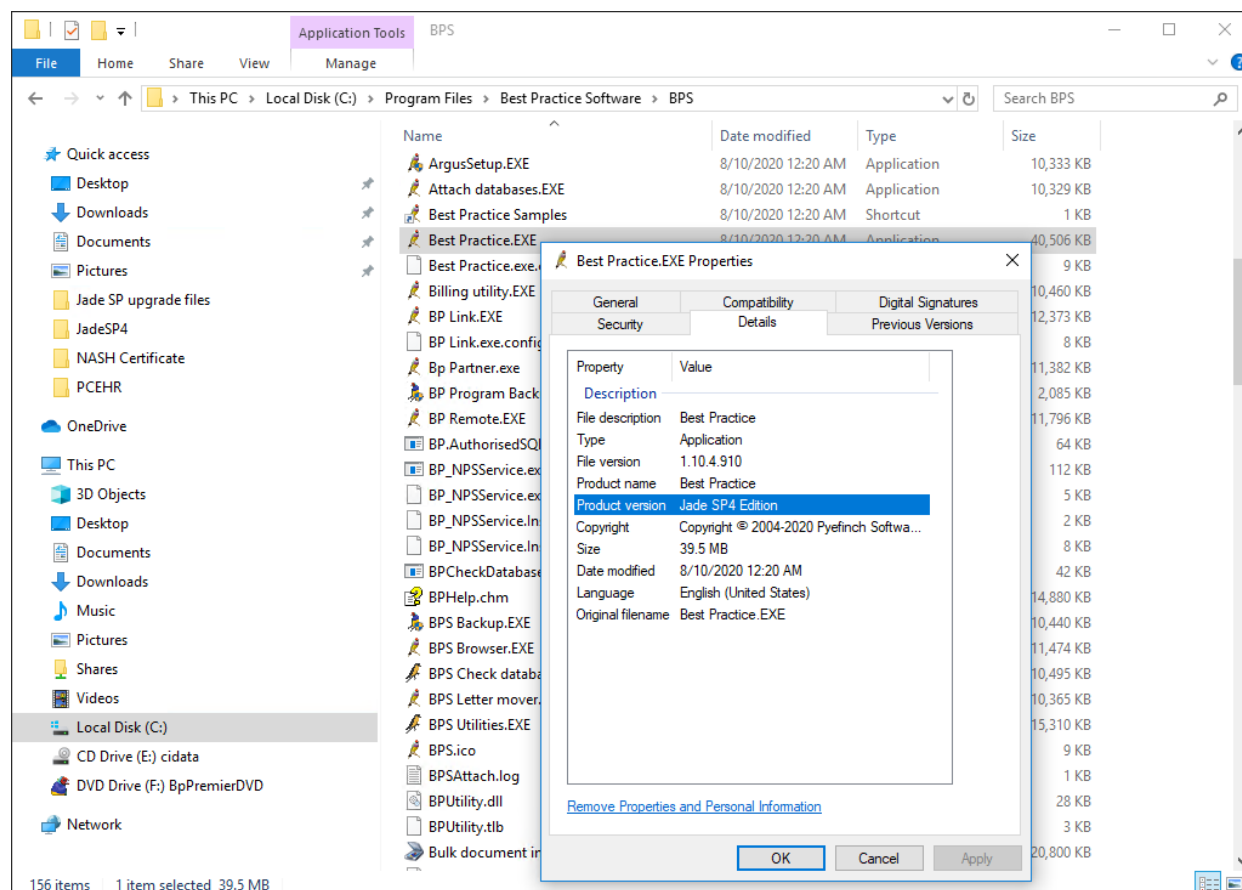 Application Tools BPS
File Home Share View Manage
This PC Local Disk (C:) Program Files Best Practice Software BPS Search BPS
Quick access
Desktop
Downloads
Documents
Pictures
Jade SP upgrade files
JadeSP4
NASH Certificate
PCEHR
OneDrive
This PC
3D Objects
Desktop
Documents
Downloads
Music
Pictures
Shares
Videos
Local Disk (C:)
CD Drive (E:) cidata
DVD Drive (F:) BpPremierDVD
Network
Name Date modified Type Size
ArgusSetup.EXE 8/10/2020 12:20 AM Application 10,333 KB
Attach databases.EXE 8/10/2020 12:20 AM Application 10,329 KB
Best Practice Samples 8/10/2020 12:20 AM Shortcut 1 KB
Best Practice.EXE 8/10/2020 12:20 AM Application 40,506 KB
Best Practice.exe. 9 KB
Billing utility.EXE 10,460 KB
BP Link.EXE 12,373 KB
BP Link.exe.config 8 KB
Bp Partner.exe 11,382 KB
BP Program Back 2,085 KB
BP Remote.EXE 11,796 KB
BP.AuthorisedSQ 64 KB
BP_NPSService.ex 112 KB
BP_NPSService.ex 5 KB
BP_NPSService.In 2 KB
BP_NPSService.In 8 KB
BPCheckDatabase 42 KB
BPHelp.chm 14,880 KB
BPS Backup.EXE 10,440 KB
BPS Browser.EXE 11,474 KB
BPS Check databa 10,495 KB
BPS Letter mover. 10,365 KB
BPS Utilities.EXE 15,310 KB
BPS.ico 9 KB
BPSAttach.log 1 KB
BPUtility.dll 28 KB
BPUtility.tlb 3 KB
Bulk document in 20,800 KB
Best Practice.EXE Properties
General Compatibility Digital Signatures
Security Details Previous Versions
Property Value
Description
File description Best Practice
Type Application
File version 1.10.4.910
Product name Best Practice
Product version Jade SP4 Edition
Copyright Copyright © 2004-2020 Pyefinch Softwa...
Size 39.5 MB
Date modified 8/10/2020 12:20 AM
Language English (United States)
Original filename Best Practice.EXE
Remove Properties and Personal Information
OK Cancel Apply
156 items 1 item selected 39.5 MB